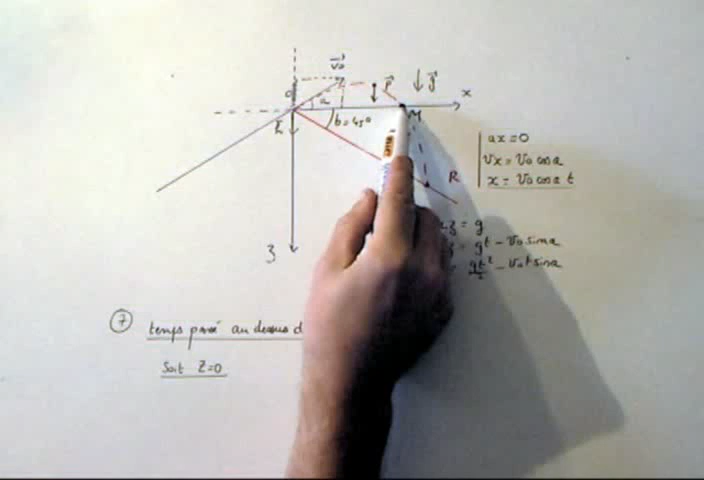 V₀
p g
x
O a
k b=45° M
R
ax = 0
Vx = V₀ cos a
x = V₀ cos a t
z = g
= gt - V₀ sin a
= gt²/2 - V₀ t sin a
z
7 temps passé au dessus d
Soit Z=0